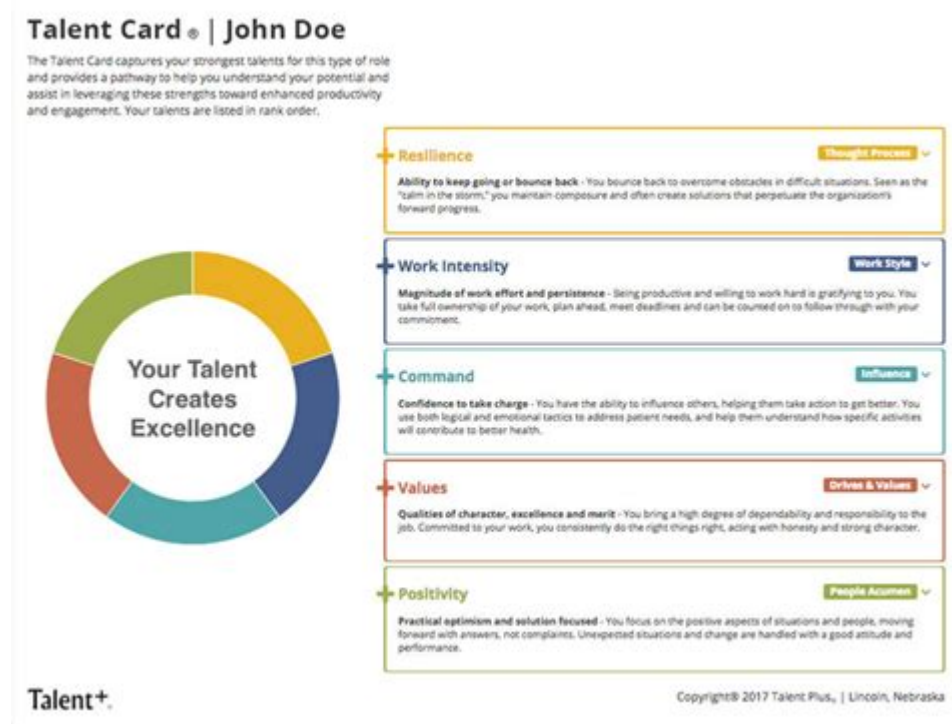 Talent Card ® | John Doe
The Talent Card captures your strongest talents for this type of role
and provides a pathway to help you understand your potential and
assist in leveraging these strengths toward enhanced productivity
and engagement. Your talents are listed in rank order.
Your Talent
Creates
Excellence
Resilience
Thought Process
Ability to keep going or bounce back - You bounce back to overcome obstacles in difficult situations. Seen as the
"calm in the storm," you maintain composure and often create solutions that perpetuate the organization's
forward progress.
Work Intensity
Work Style
Magnitude of work effort and persistence - Being productive and willing to work hard is gratifying to you. You
take full ownership of your work, plan ahead, meet deadlines and can be counted on to follow through with your
commitment.
Command
Influence
Confidence to take charge - You have the ability to influence others, helping them take action to get better. You
use both logical and emotional tactics to address patient needs, and help them understand how specific activities
will contribute to better health.
Values
Drives & Values
Qualities of character, excellence and merit - You bring a high degree of dependability and responsibility to the
job. Committed to your work, you consistently do the right things right, acting with honesty and strong character.
Positivity
People Acumen
Practical optimism and solution focused - You focus on the positive aspects of situations and people, moving
forward with answers, not complaints. Unexpected situations and change are handled with a good attitude and
performance.
Talent+.
Copyright® 2017 Talent Plus, | Lincoln, Nebraska